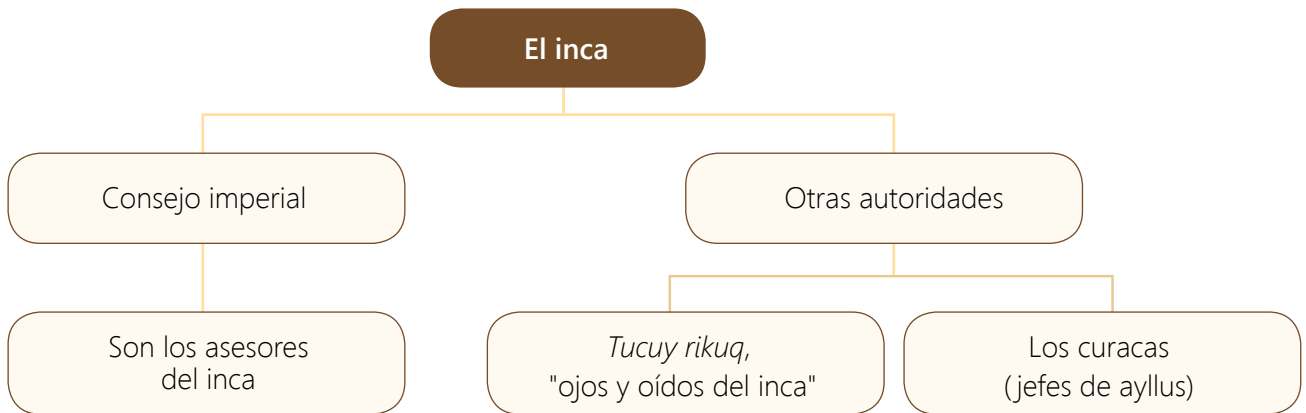 El inca
Consejo imperial
Otras autoridades
Son los asesores
del inca
Tucuy rikuq,
"ojos y oídos del inca"
Los curacas
(jefes de ayllus)